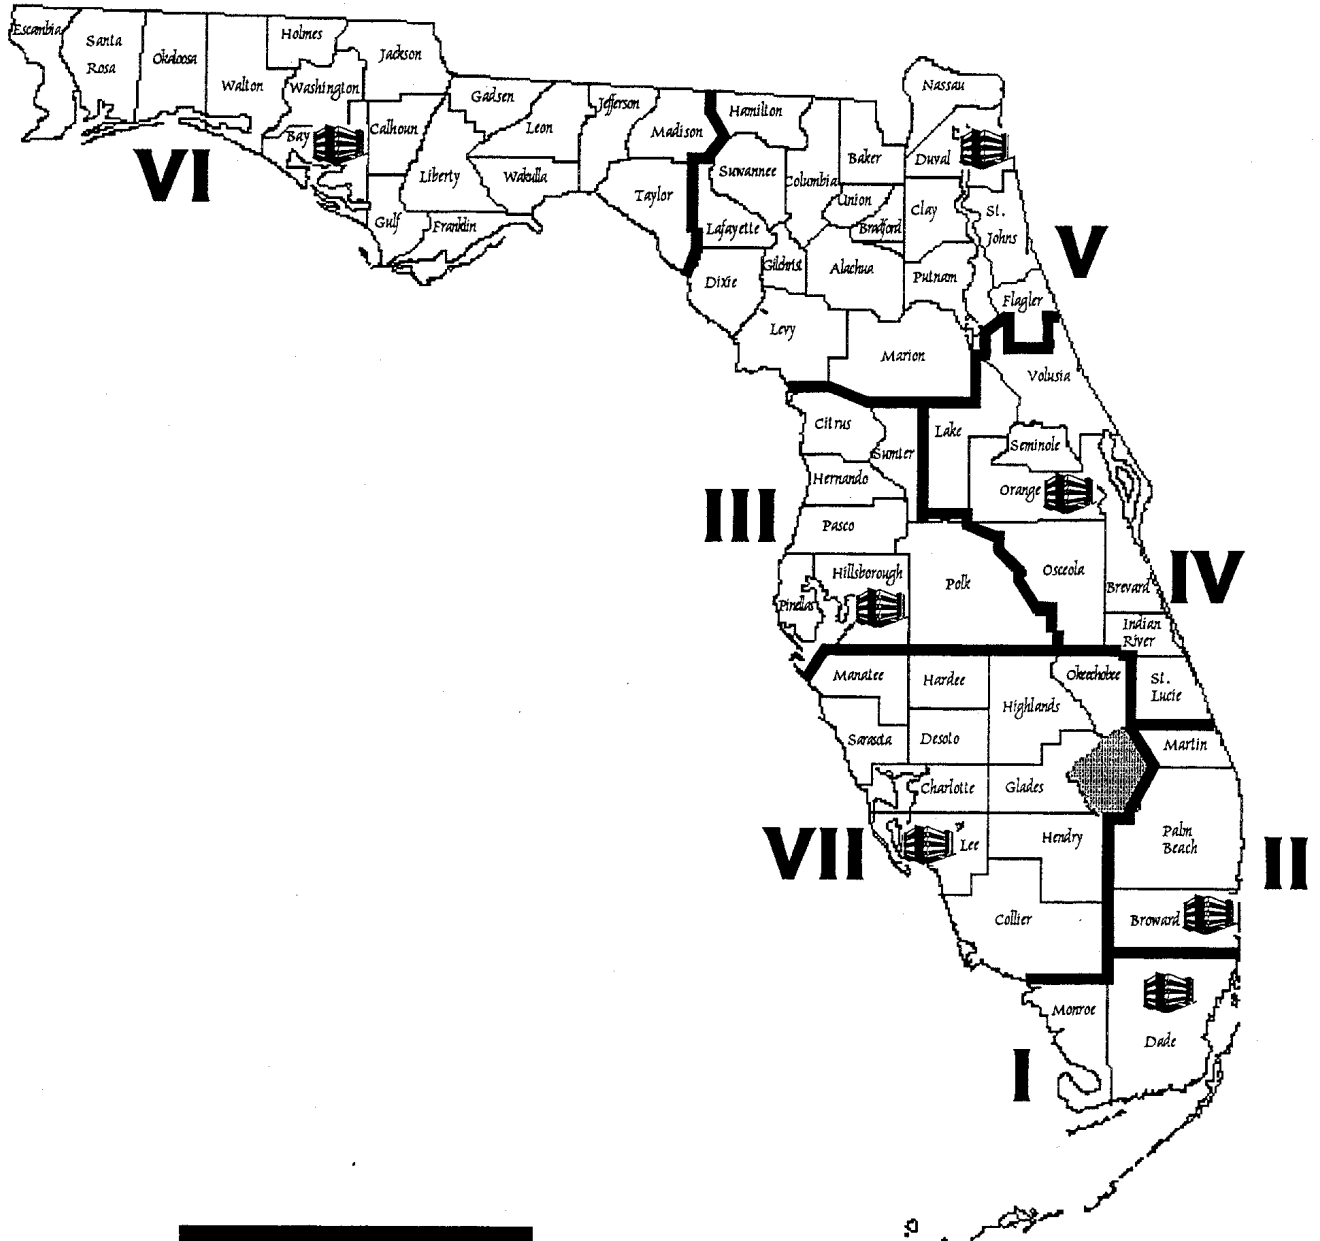 Escambia
Santa
Rosa
Okaloosa
Walton
Holmes
Washington
Jackson
Bay
Calhoun
Gulf
Liberty
Franklin
Gadsen
Leon
Wakulla
Jefferson
Madison
Taylor
VI
Hamilton
Suwannee
Lafayette
Dixie
Columbia
Gilchrist
Levy
Baker
Union
Bradford
Alachua
Marion
Nassau
Duval
Clay
St.
Johns
Putnam
Flagler
V
Volusia
Citrus
Sumter
Lake
Seminole
Hernando
Orange
Pasco
III
Hillsborough
Pinellas
Polk
Osceola
Brevard
IV
Indian
River
Manatee
Hardee
Highlands
Okeechobee
St.
Lucie
Sarasota
Desoto
Martin
Charlotte
Glades
VII
Lee
Hendry
Palm
Beach
II
Collier
Broward
Monroe
Dade
I